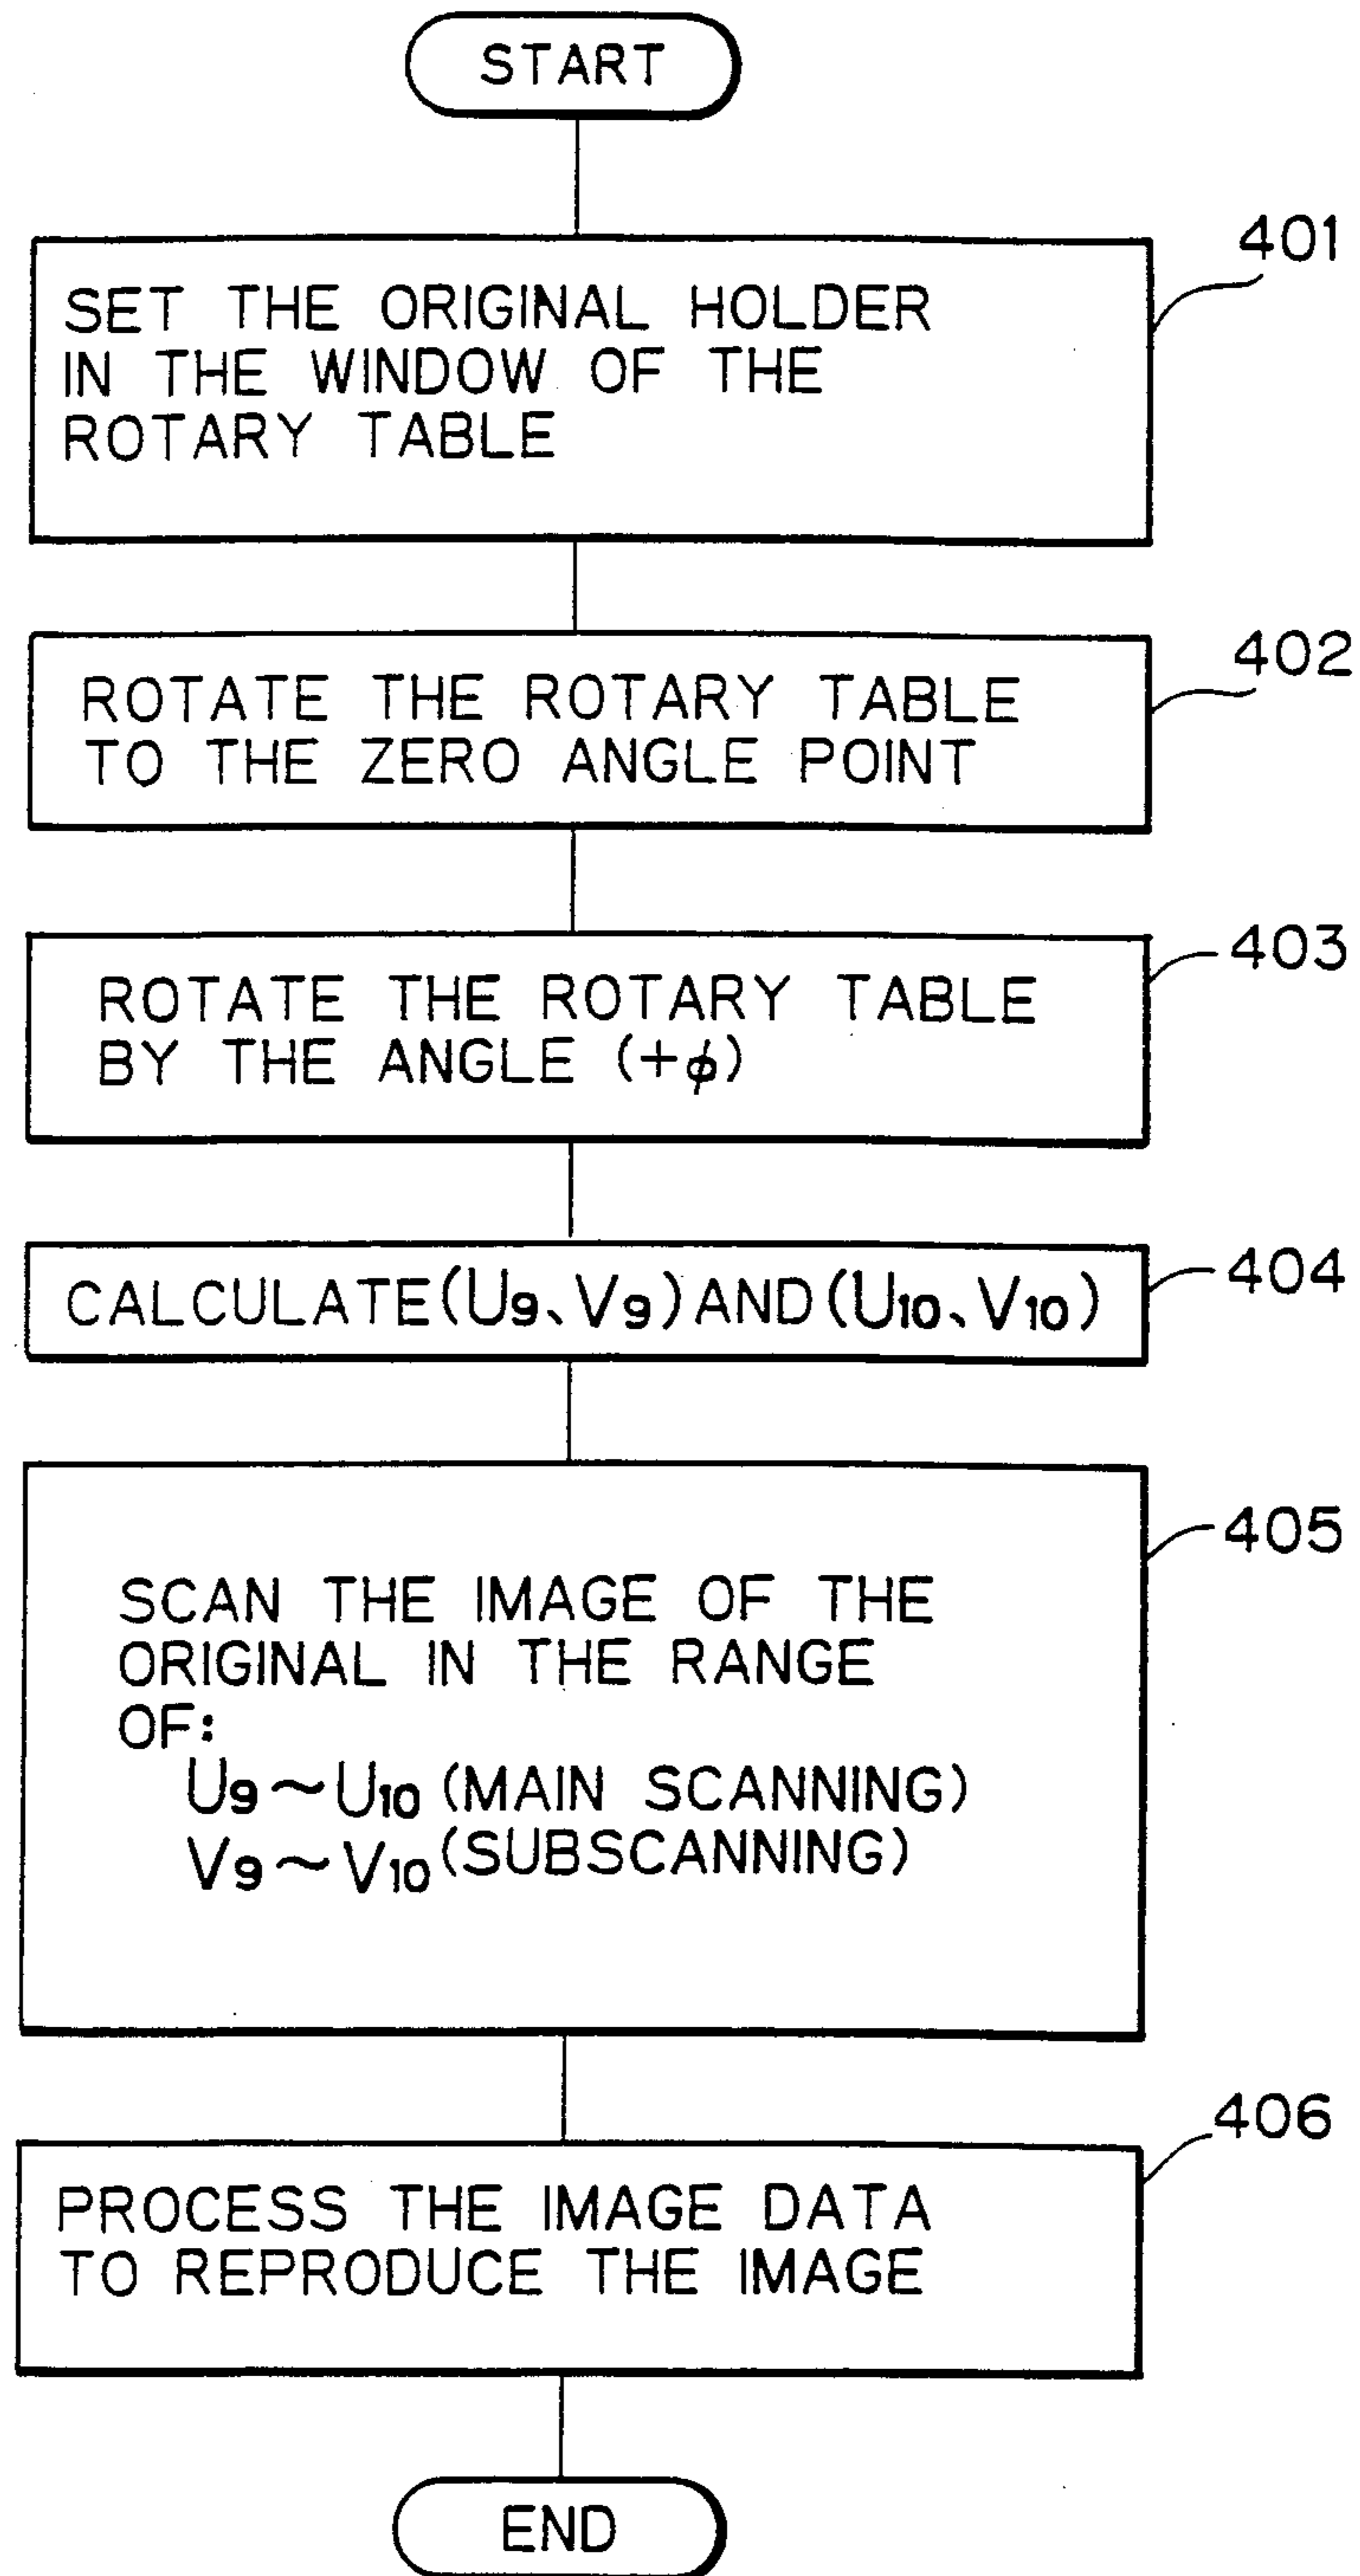 START
401
SET THE ORIGINAL HOLDER
IN THE WINDOW OF THE
ROTARY TABLE
402
ROTATE THE ROTARY TABLE
TO THE ZERO ANGLE POINT
403
ROTATE THE ROTARY TABLE
BY THE ANGLE (+ϕ)
404
CALCULATE(U9、V9)AND(U10、V10)
405
SCAN THE IMAGE OF THE
ORIGINAL IN THE RANGE
OF:
U9~U10 (MAIN SCANNING)
V9~V10 (SUBSCANNING)
406
PROCESS THE IMAGE DATA
TO REPRODUCE THE IMAGE
END